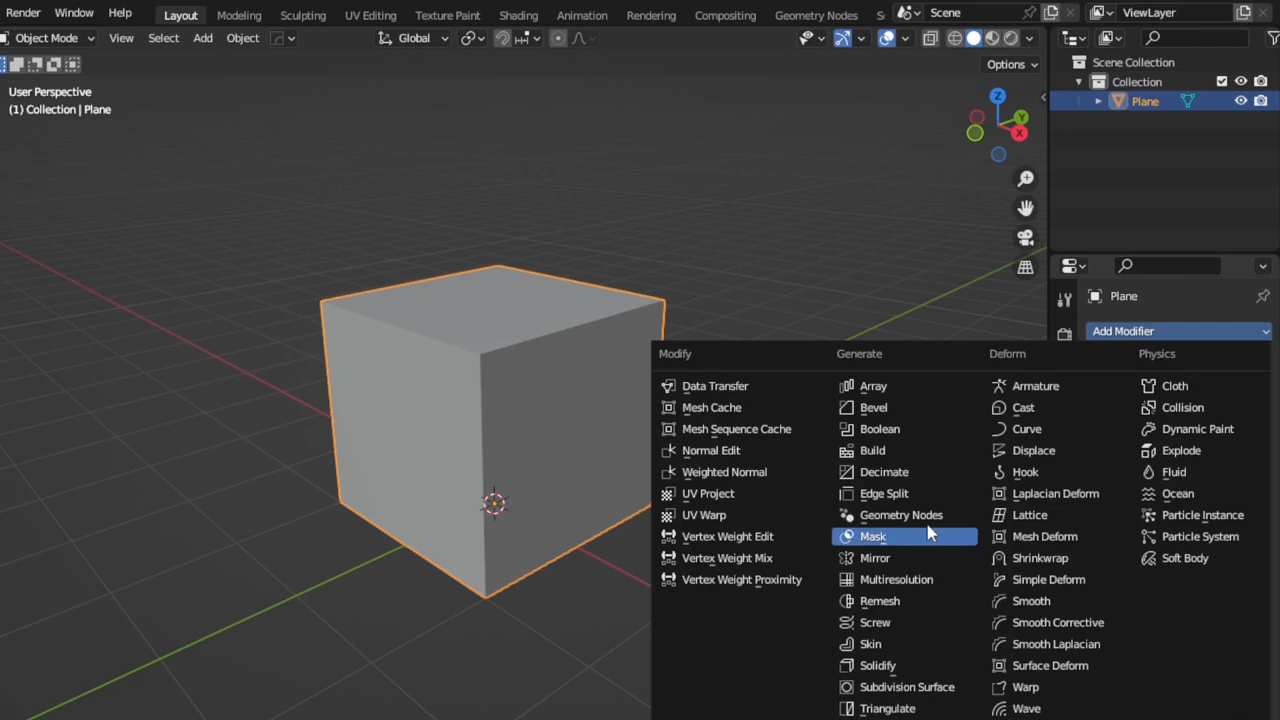 Render Window Help Layout Modeling Sculpting UV Editing Texture Paint Shading Animation Rendering Compositing Geometry Nodes Scene ViewLayer
Object Mode View Select Add Object Global
Options
User Perspective
(1) Collection | Plane
Z
Y
X
Scene Collection
Collection
Plane
Plane
Add Modifier
Modify Generate Deform Physics
Data Transfer Array Armature Cloth
Mesh Cache Bevel Cast Collision
Mesh Sequence Cache Boolean Curve Dynamic Paint
Normal Edit Build Displace Explode
Weighted Normal Decimate Hook Fluid
UV Project Edge Split Laplacian Deform Ocean
UV Warp Geometry Nodes Lattice Particle Instance
Vertex Weight Edit Mask Mesh Deform Particle System
Vertex Weight Mix Mirror Shrinkwrap Soft Body
Vertex Weight Proximity Multiresolution Simple Deform
Remesh Smooth
Screw Smooth Corrective
Skin Smooth Laplacian
Solidify Surface Deform
Subdivision Surface Warp
Triangulate Wave